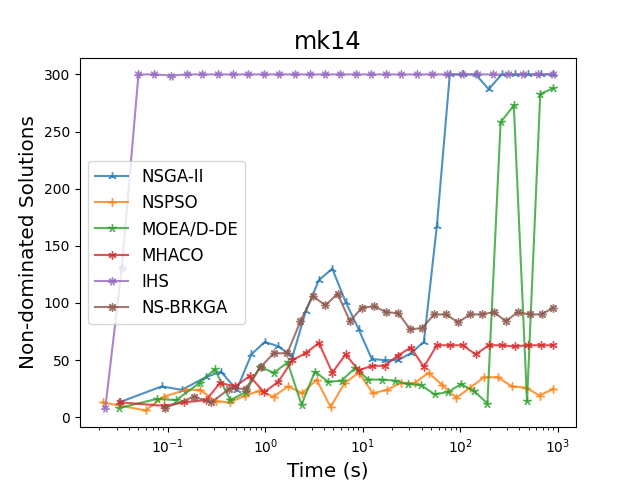 mk14
300
250
200
150
100
50
0
Non-dominated Solutions
NSGA-II
NSPSO
MOEA/D-DE
MHACO
IHS
NS-BRKGA
10⁻¹ 10⁰ 10¹ 10² 10³
Time (s)